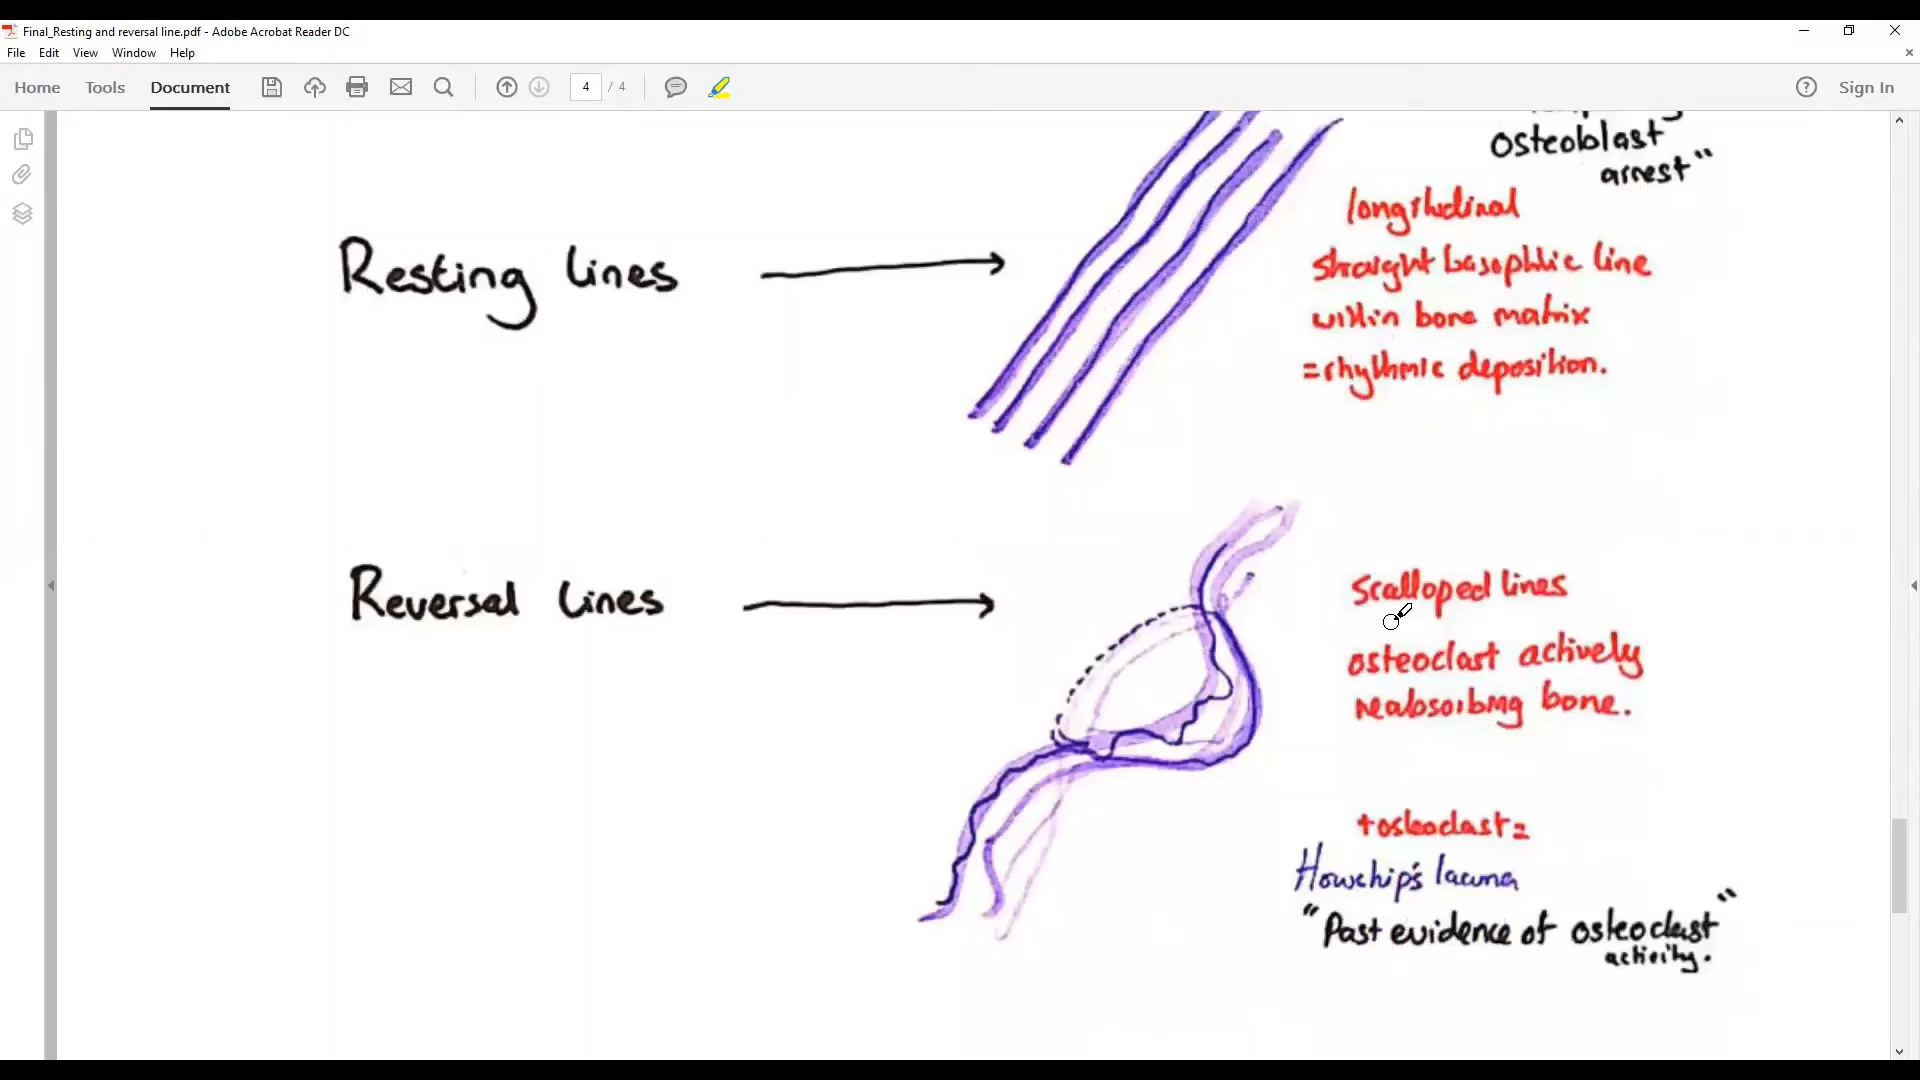 Final_Resting and reversal line.pdf - Adobe Acrobat Reader DC
File Edit View Window Help
Home Tools Document 4 / 4 Sign In
Osteoblast
arrest"
longitudinal
straight basophilic line
within bone matrix
= rhythmic deposition.
Resting lines
Reversal lines
Scalloped lines
osteoclast actively
reabsorbing bone.
+osteoclast =
Howship's lacuna
"Past evidence of osteoclast"
activity.